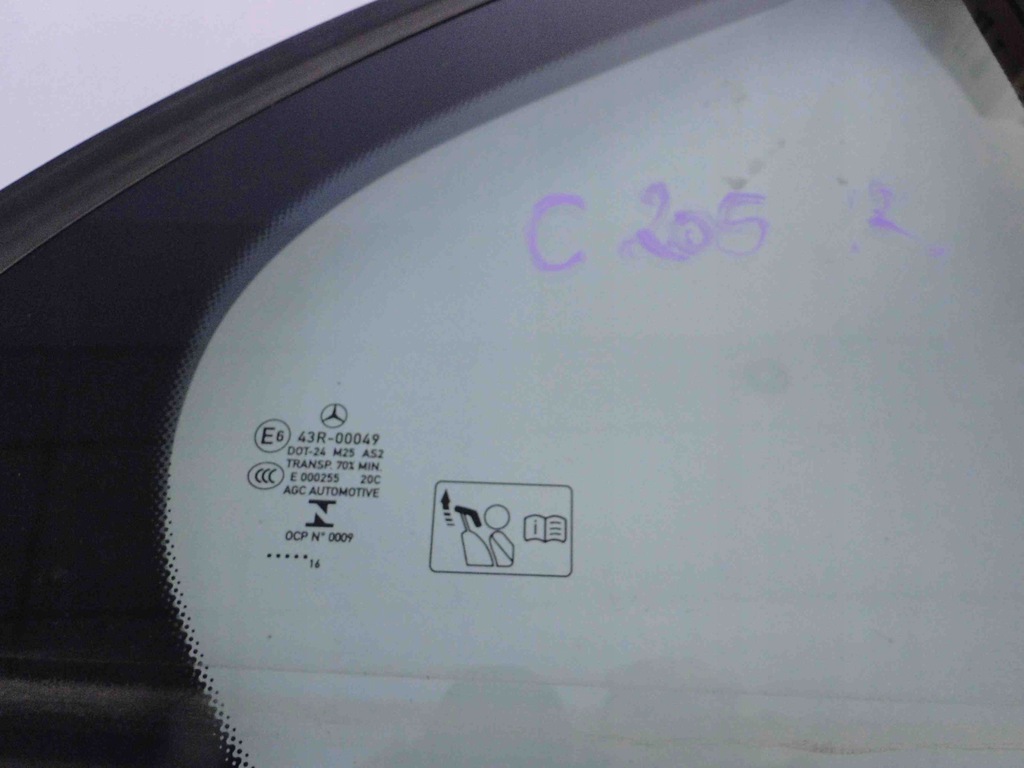 C 205 2
E6 43R-00049
DOT-24 M25 AS2
CCC TRANSP. 70% MIN.
E 000255 20C
AGC AUTOMOTIVE
OCP N° 0009
.....16
i